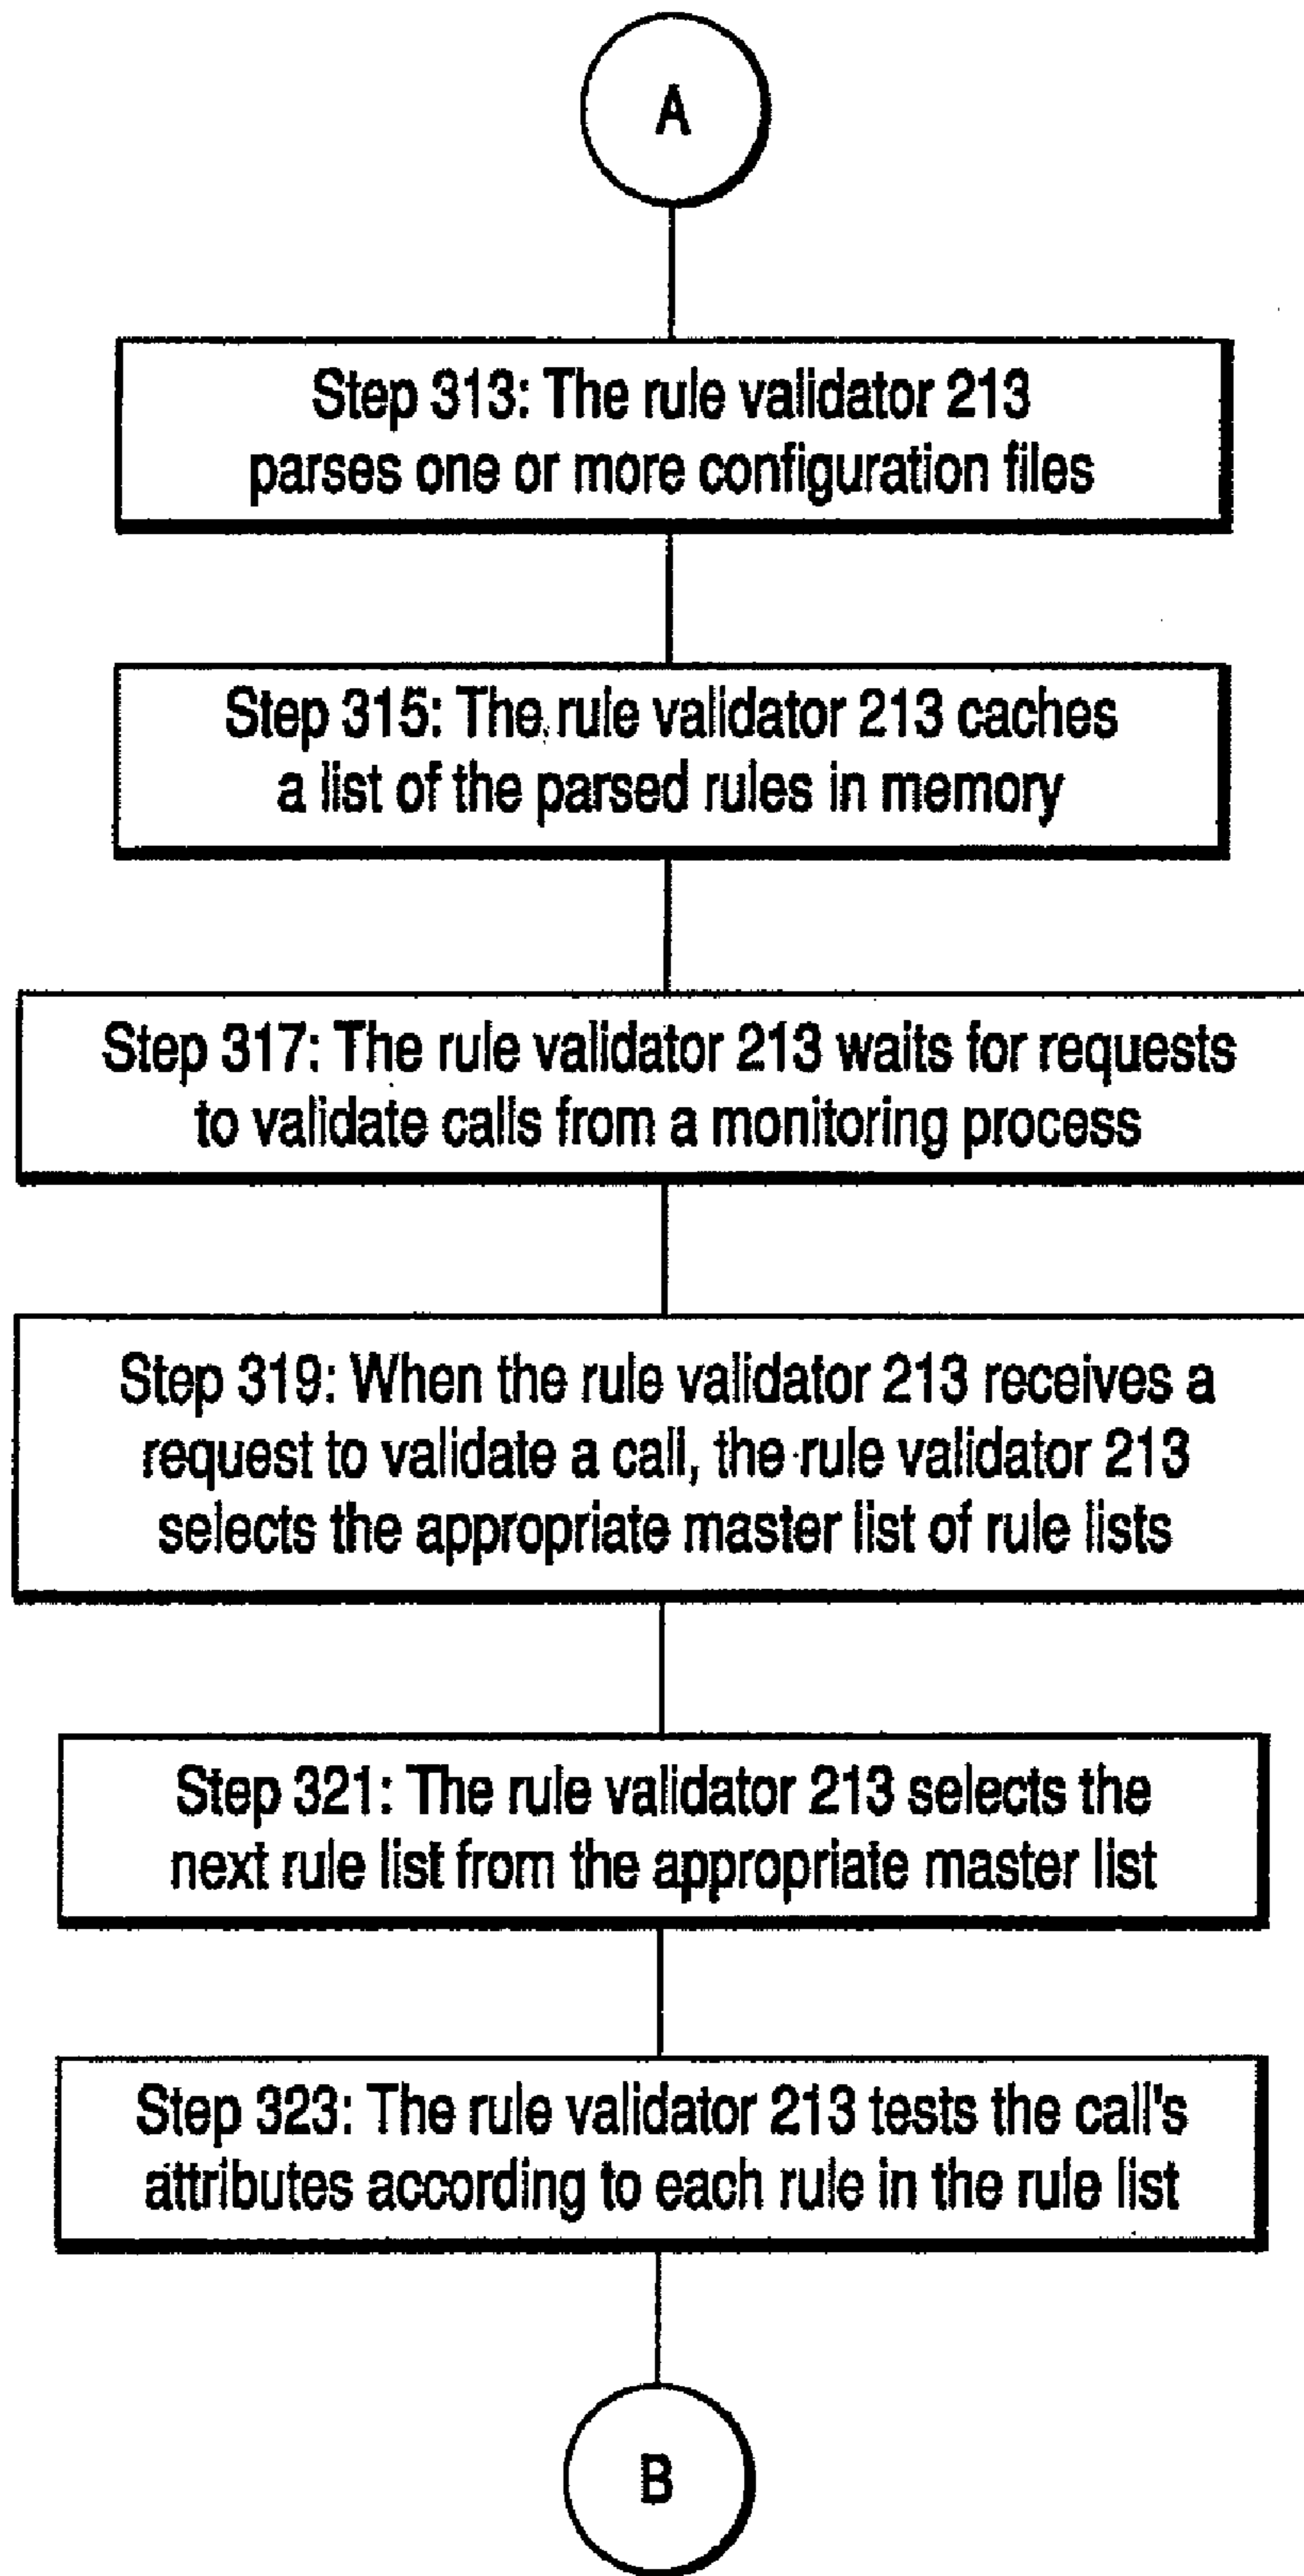 A
Step 313: The rule validator 213
parses one or more configuration files
Step 315: The rule validator 213 caches
a list of the parsed rules in memory
Step 317: The rule validator 213 waits for requests
to validate calls from a monitoring process
Step 319: When the rule validator 213 receives a
request to validate a call, the rule validator 213
selects the appropriate master list of rule lists
Step 321: The rule validator 213 selects the
next rule list from the appropriate master list
Step 323: The rule validator 213 tests the call's
attributes according to each rule in the rule list
B